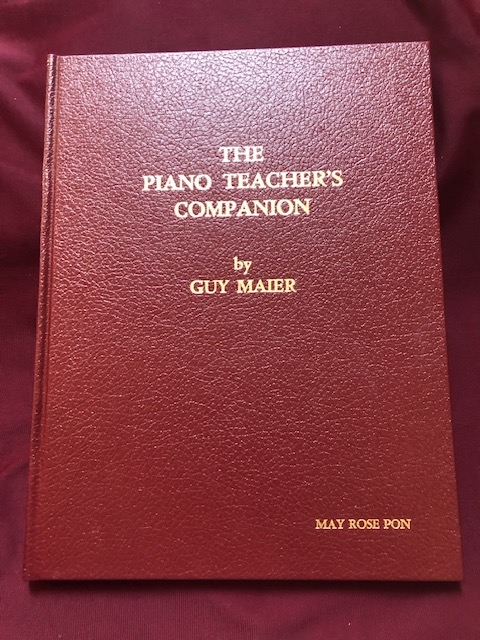 THE
PIANO TEACHER'S
COMPANION
by
GUY MAIER
MAY ROSE PON